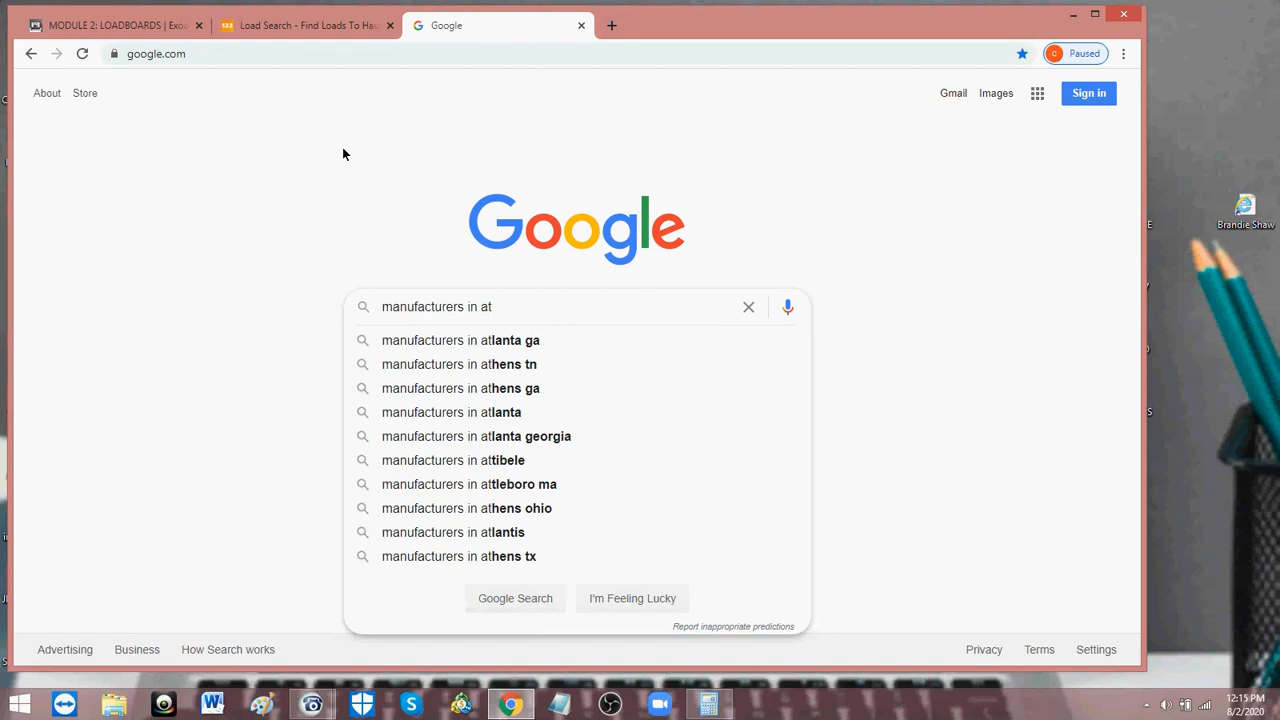 MODULE 2: LOADBOARDS | Exo
Load Search - Find Loads To Hau
Google
google.com
Paused
About
Store
Gmail
Images
Sign in
Google
manufacturers in at
manufacturers in atlanta ga
manufacturers in athens tn
manufacturers in athens ga
manufacturers in atlanta
manufacturers in atlanta georgia
manufacturers in attibele
manufacturers in attleboro ma
manufacturers in athens ohio
manufacturers in atlantis
manufacturers in athens tx
Google Search
I'm Feeling Lucky
Report inappropriate predictions
Advertising
Business
How Search works
Privacy
Terms
Settings
Brandie Shaw
12:15 PM
8/2/2020